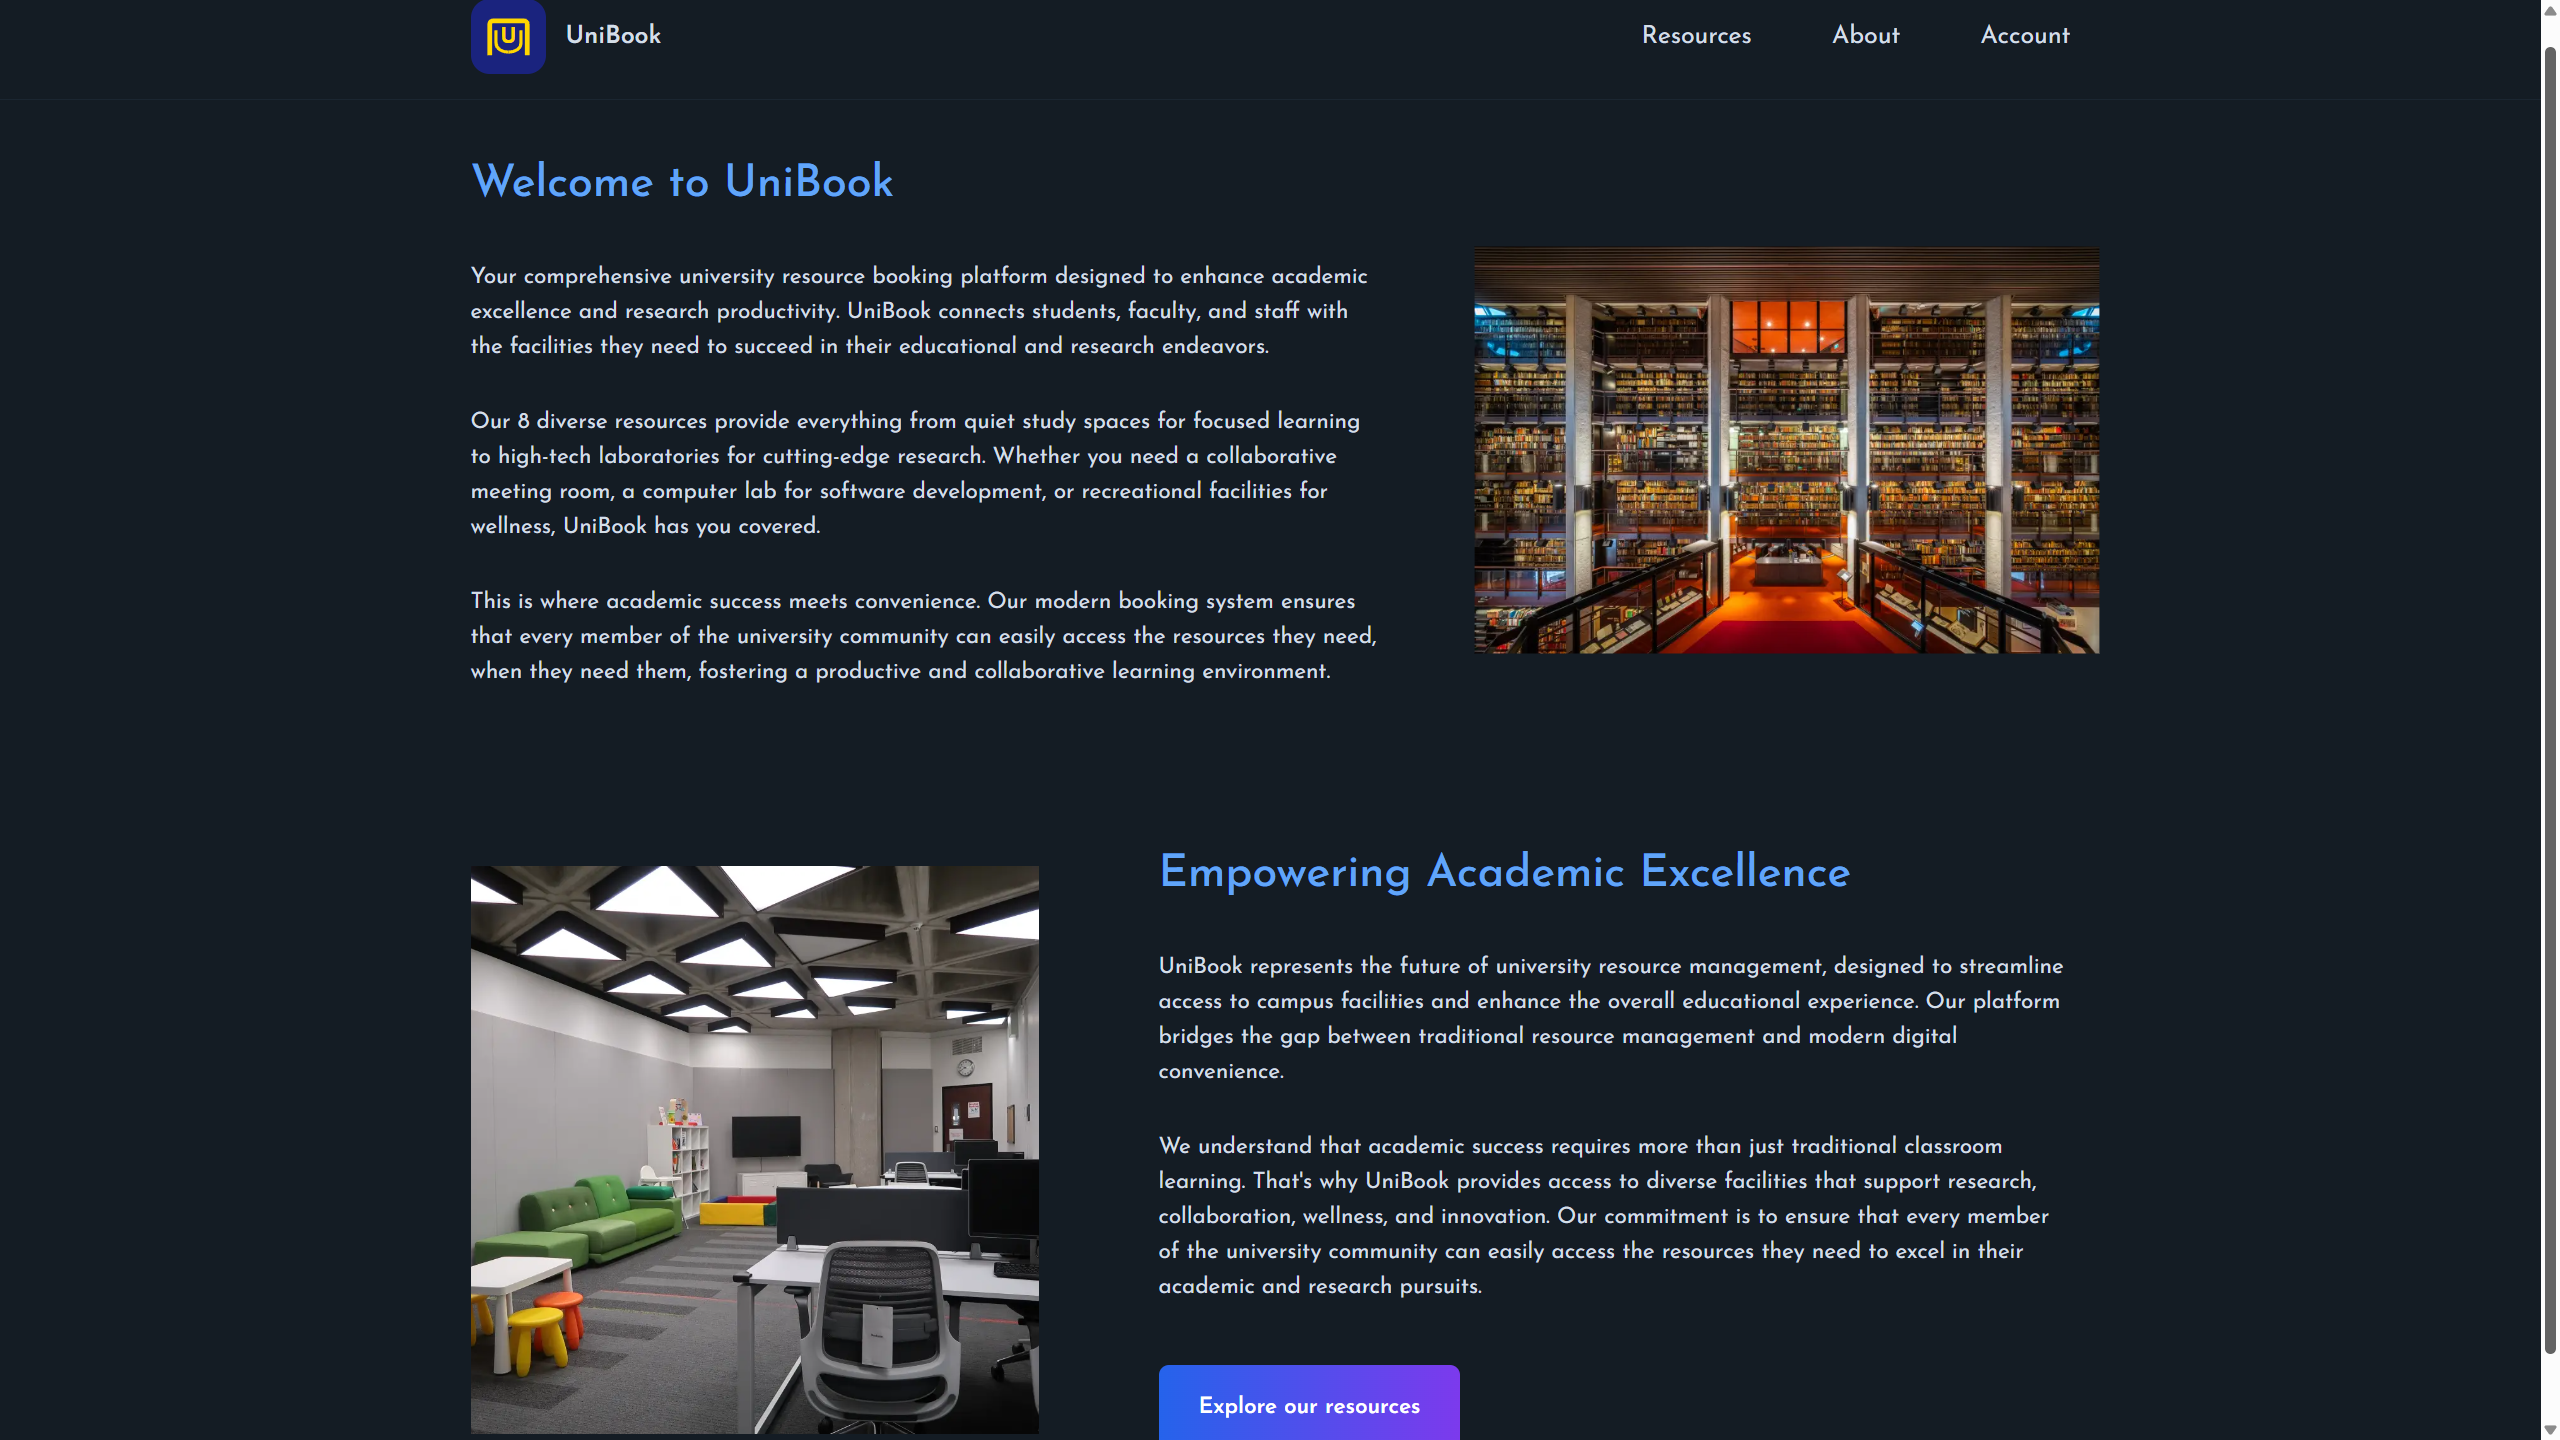 UniBook
Resources
About
Account
Welcome to UniBook
Your comprehensive university resource booking platform designed to enhance academic
excellence and research productivity. UniBook connects students, faculty, and staff with
the facilities they need to succeed in their educational and research endeavors.
Our 8 diverse resources provide everything from quiet study spaces for focused learning
to high-tech laboratories for cutting-edge research. Whether you need a collaborative
meeting room, a computer lab for software development, or recreational facilities for
wellness, UniBook has you covered.
This is where academic success meets convenience. Our modern booking system ensures
that every member of the university community can easily access the resources they need,
when they need them, fostering a productive and collaborative learning environment.
Empowering Academic Excellence
UniBook represents the future of university resource management, designed to streamline
access to campus facilities and enhance the overall educational experience. Our platform
bridges the gap between traditional resource management and modern digital
convenience.
We understand that academic success requires more than just traditional classroom
learning. That's why UniBook provides access to diverse facilities that support research,
collaboration, wellness, and innovation. Our commitment is to ensure that every member
of the university community can easily access the resources they need to excel in their
academic and research pursuits.
Explore our resources